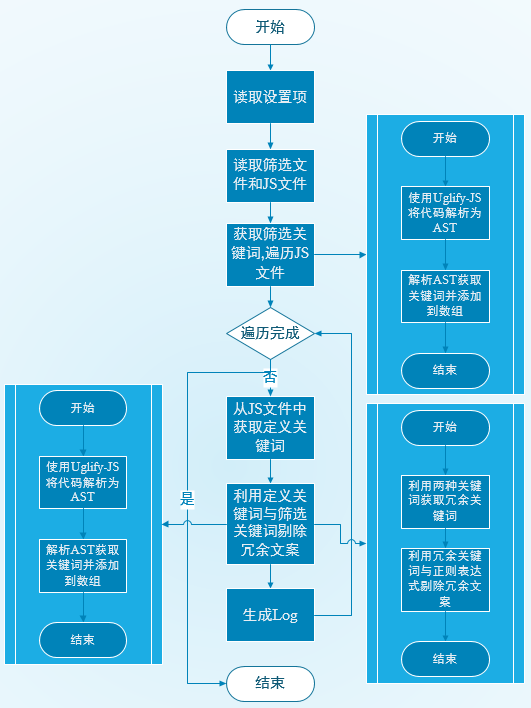 开始
读取设置项
读取筛选文
件和JS文件
获取筛选关
键词,遍历JS
文件
遍历完成
否
从JS文件中
获取定义关
键词
是
利用定义关
键词与筛选
关键词剔除
冗余文案
生成Log
结束
开始
使用Uglify-JS
将代码解析为
AST
解析AST获取
关键词并添加
到数组
结束
开始
使用Uglify-JS
将代码解析为
AST
解析AST获取
关键词并添加
到数组
结束
开始
利用两种关键
词获取冗余关
键词
利用冗余关键
词与正则表达
式剔除冗余文
案
结束